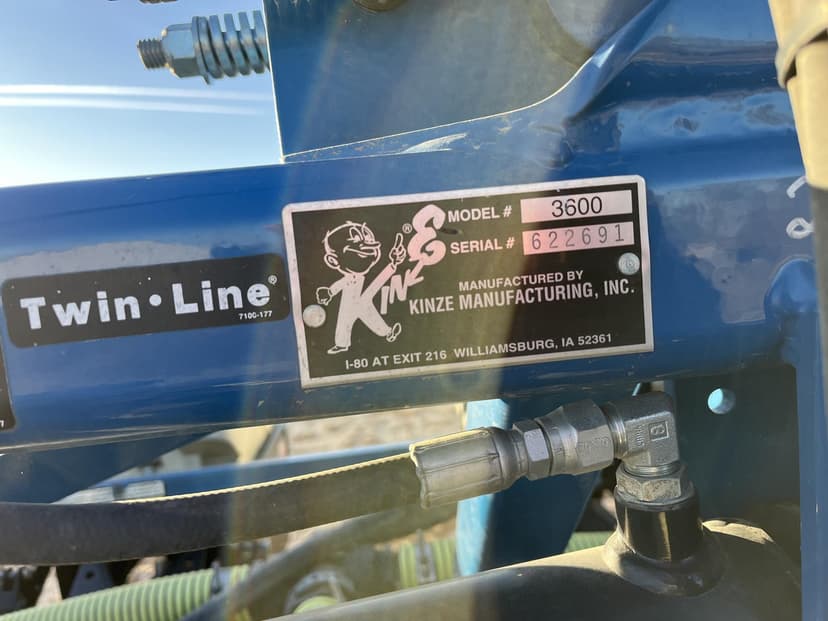 Twin·Line®
7100-177
KINZE®
MODEL # 3600
SERIAL # 622691
MANUFACTURED BY
KINZE MANUFACTURING, INC.
I-80 AT EXIT 216 WILLIAMSBURG, IA 52361